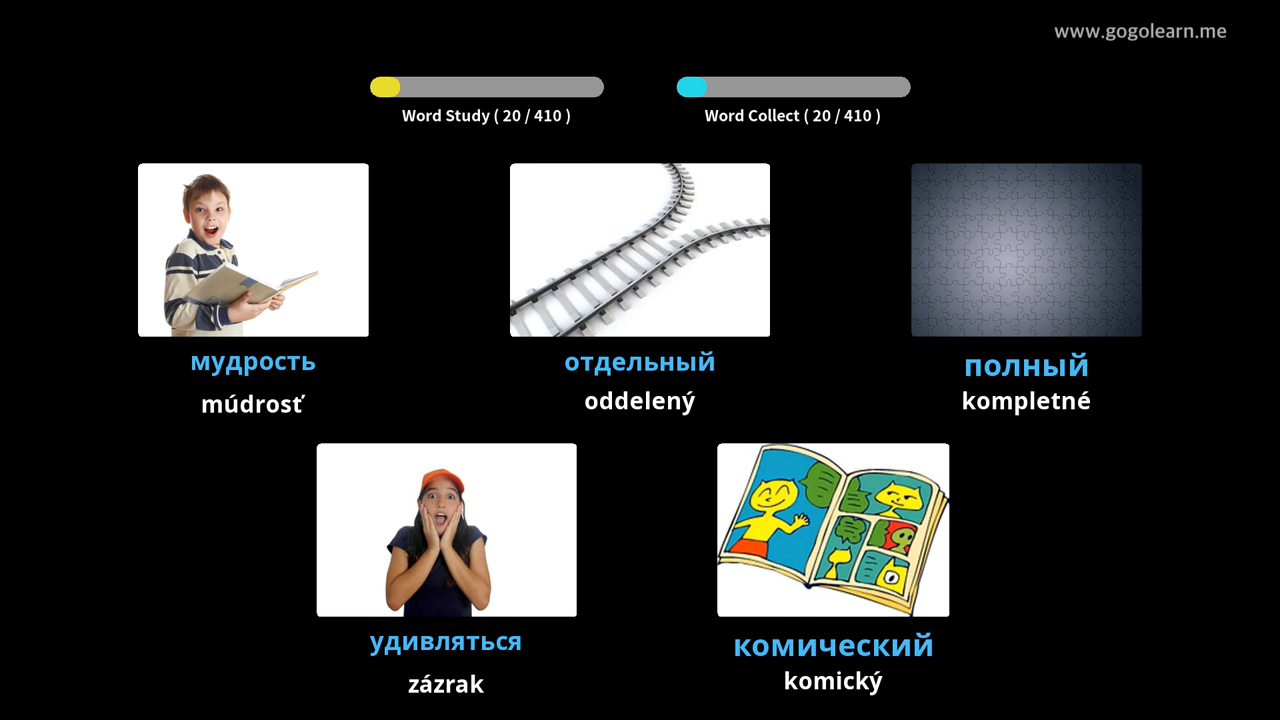 www.gogolearn.me
Word Study ( 20 / 410 )
Word Collect ( 20 / 410 )
мудрость
múdrosť
отдельный
oddelený
полный
kompletné
удивляться
zázrak
комический
komický